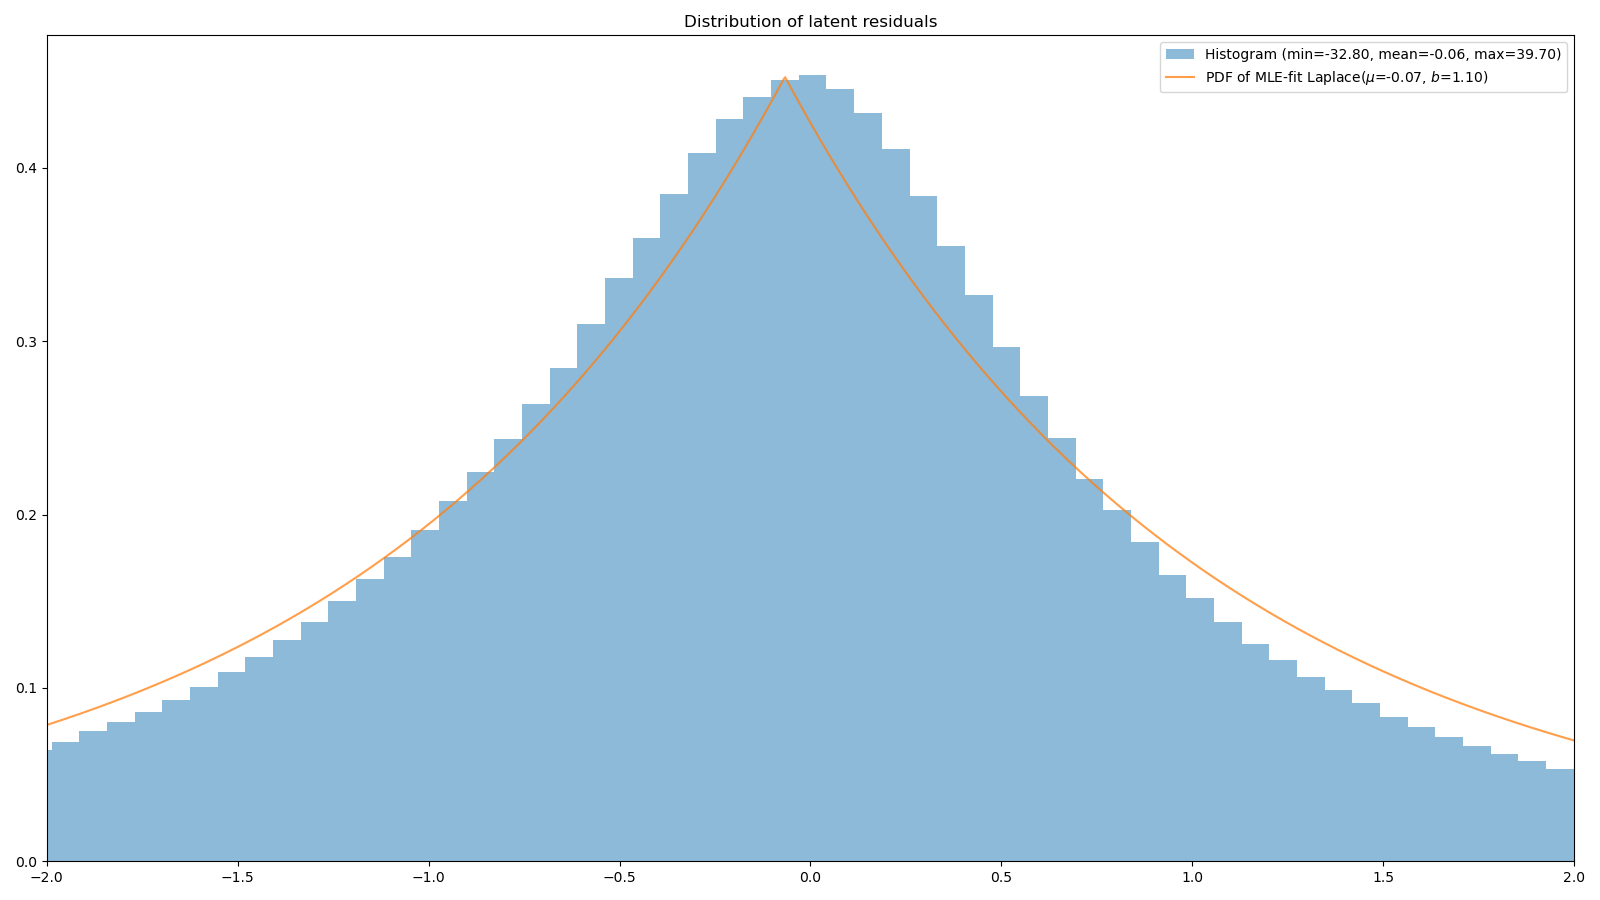 Distribution of latent residuals
Histogram (min=-32.80, mean=-0.06, max=39.70)
PDF of MLE-fit Laplace(μ=-0.07, b=1.10)
0.4
0.3
0.2
0.1
0.0
−2.0 −1.5 −1.0 −0.5 0.0 0.5 1.0 1.5 2.0